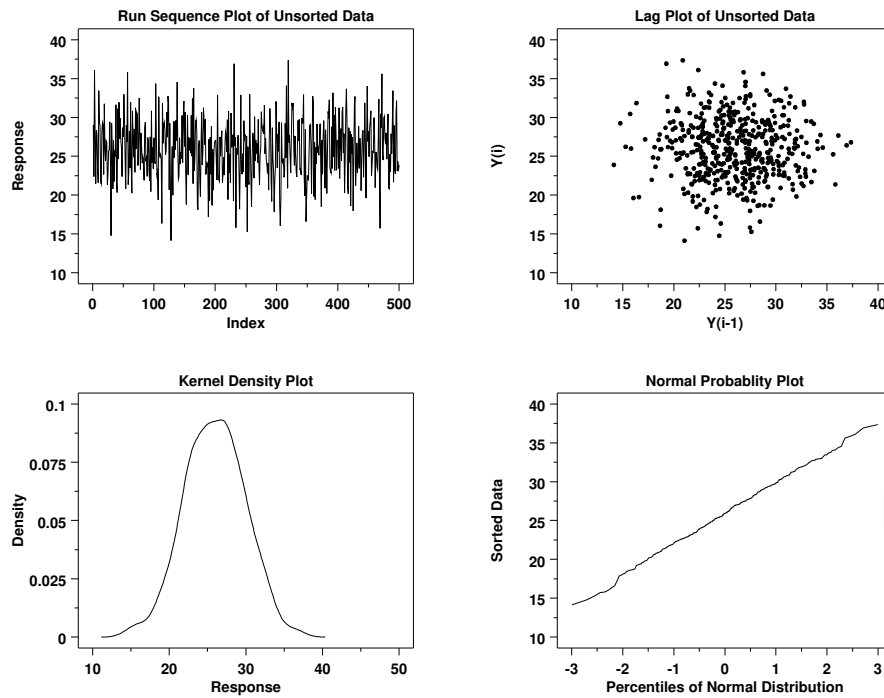 Run Sequence Plot of Unsorted Data
40
35
30
25
20
15
10
Response
0 100 200 300 400 500
Index
Lag Plot of Unsorted Data
40
35
30
25
20
15
10
Y(i)
10 15 20 25 30 35 40
Y(i-1)
Kernel Density Plot
0.1
0.075
0.05
0.025
0
Density
10 20 30 40 50
Response
Normal Probablity Plot
40
35
30
25
20
15
10
Sorted Data
-3 -2 -1 0 1 2 3
Percentiles of Normal Distribution